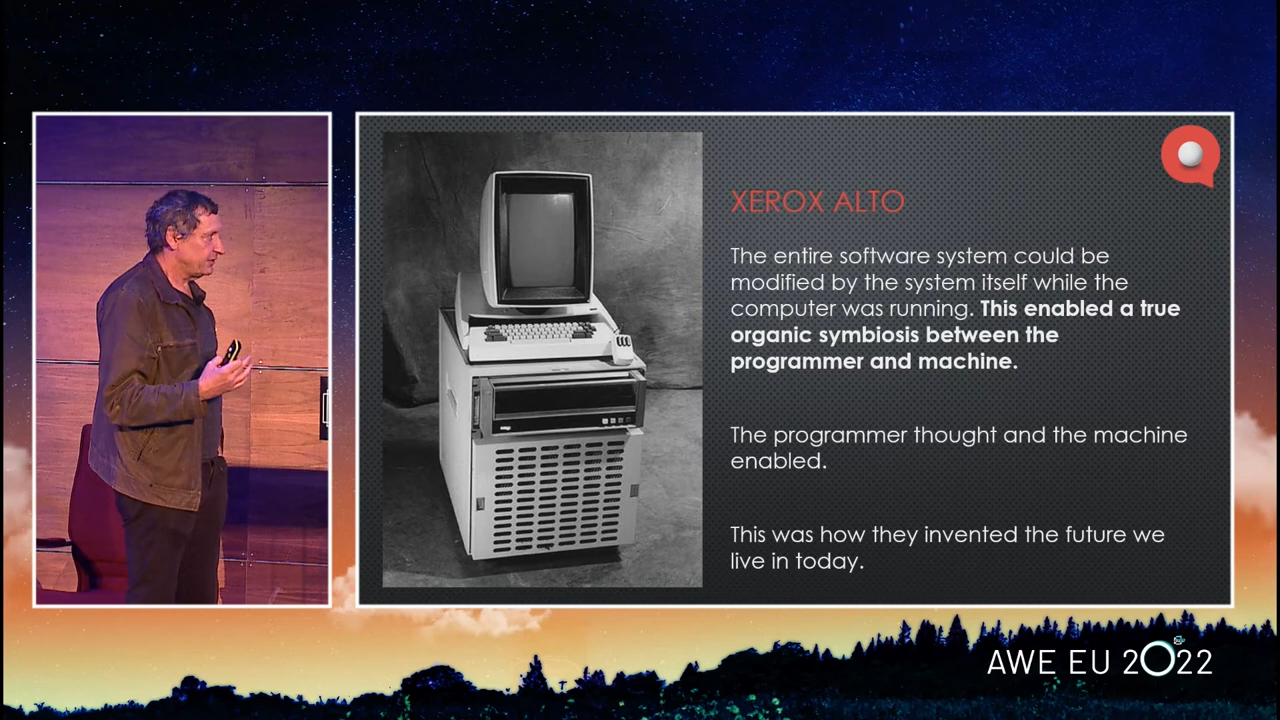 XEROX ALTO
The entire software system could be
modified by the system itself while the
computer was running. This enabled a true
organic symbiosis between the
programmer and machine.
The programmer thought and the machine
enabled.
This was how they invented the future we
live in today.
AWE EU 2022